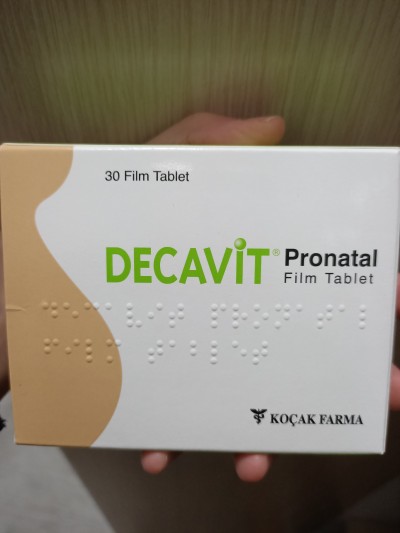 30 Film Tablet
DECAVİT® Pronatal
Film Tablet
KOÇAK FARMA